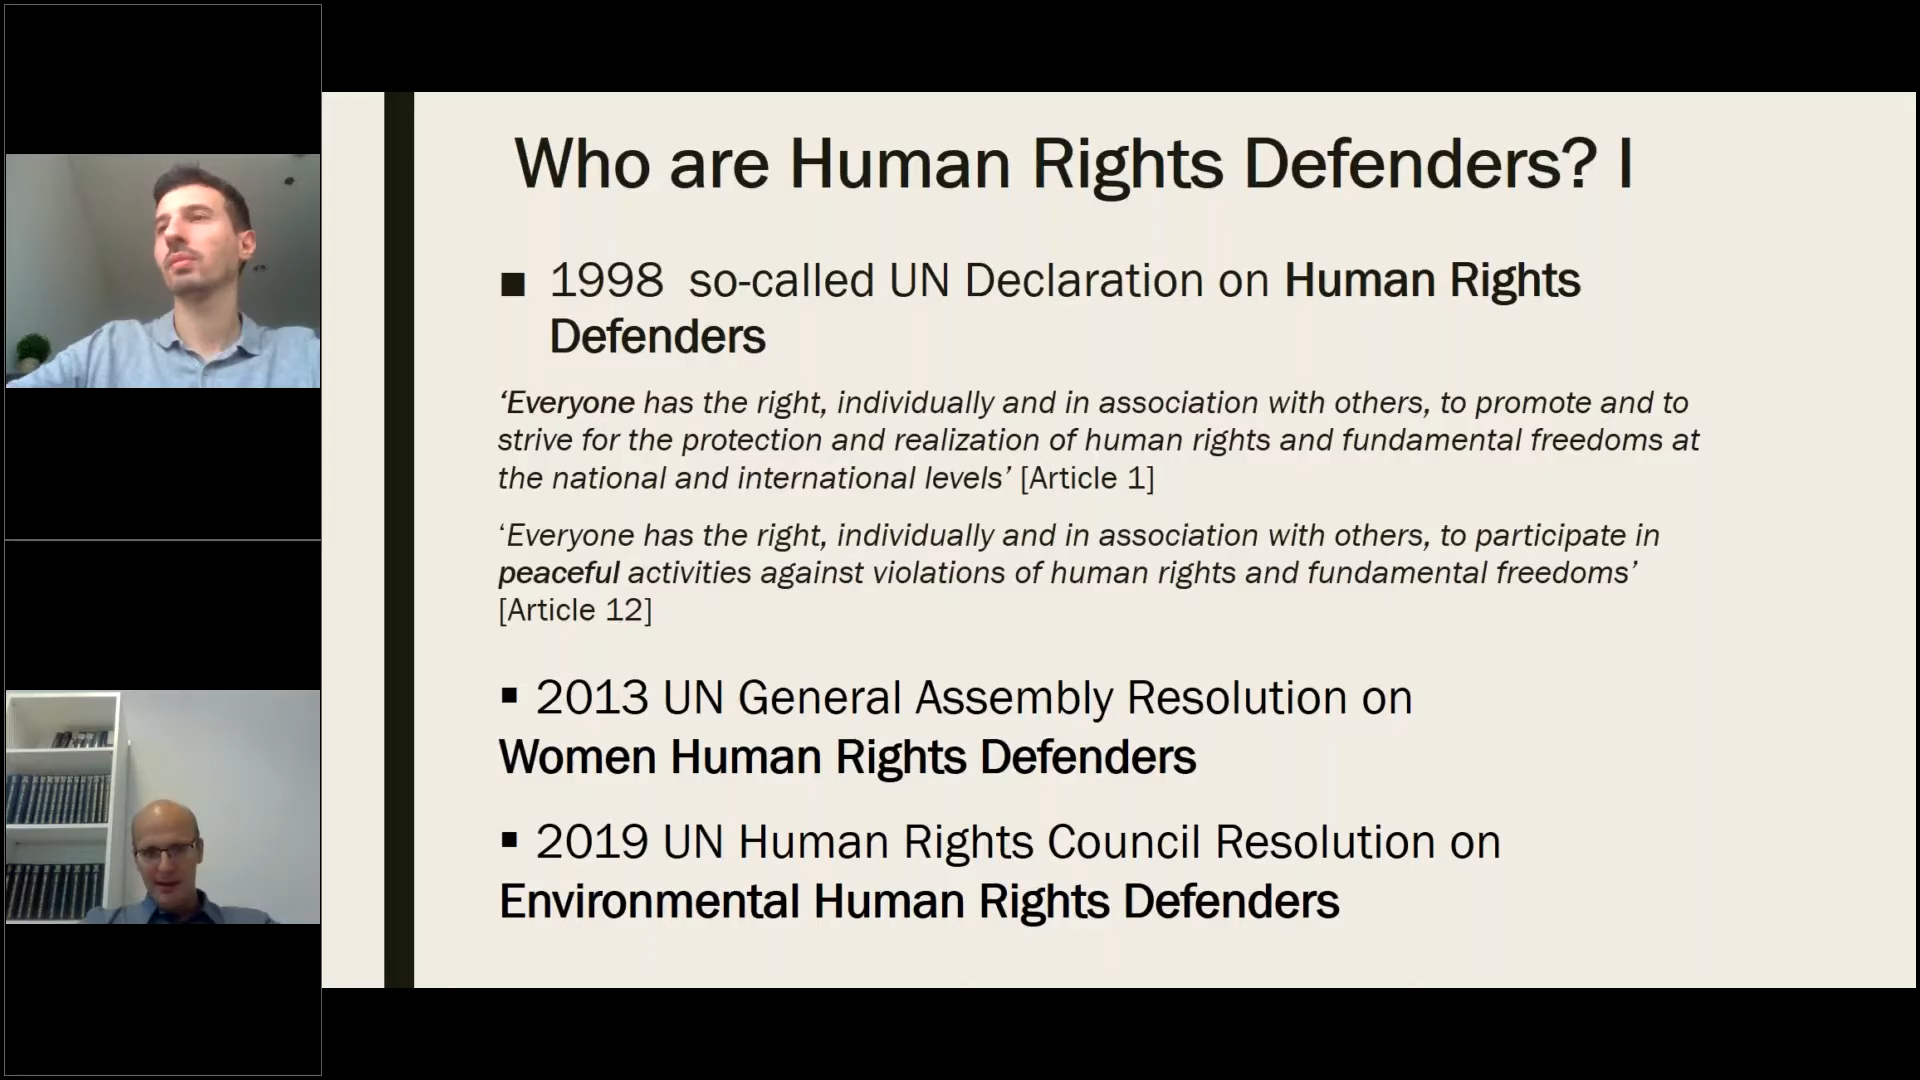 Who are Human Rights Defenders? I
■ 1998 so-called UN Declaration on Human Rights
Defenders
‘Everyone has the right, individually and in association with others, to promote and to
strive for the protection and realization of human rights and fundamental freedoms at
the national and international levels’ [Article 1]
‘Everyone has the right, individually and in association with others, to participate in
peaceful activities against violations of human rights and fundamental freedoms’
[Article 12]
▪ 2013 UN General Assembly Resolution on
Women Human Rights Defenders
▪ 2019 UN Human Rights Council Resolution on
Environmental Human Rights Defenders